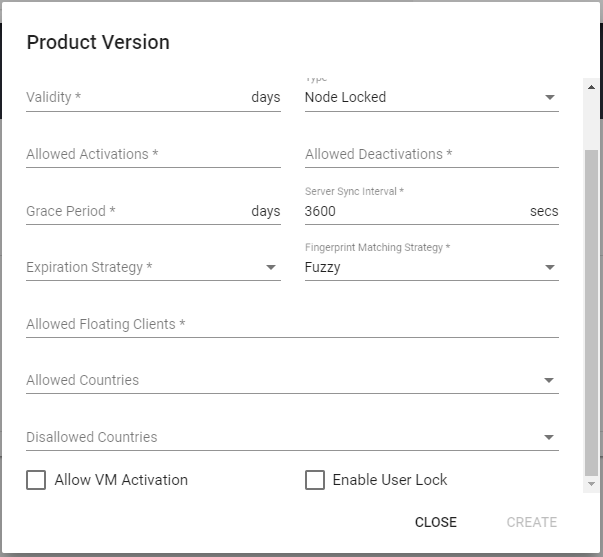 Product Version
Type
Validity * days Node Locked
Allowed Activations * Allowed Deactivations *
Server Sync Interval *
Grace Period * days 3600 secs
Fingerprint Matching Strategy *
Expiration Strategy * Fuzzy
Allowed Floating Clients *
Allowed Countries
Disallowed Countries
Allow VM Activation Enable User Lock
CLOSE CREATE